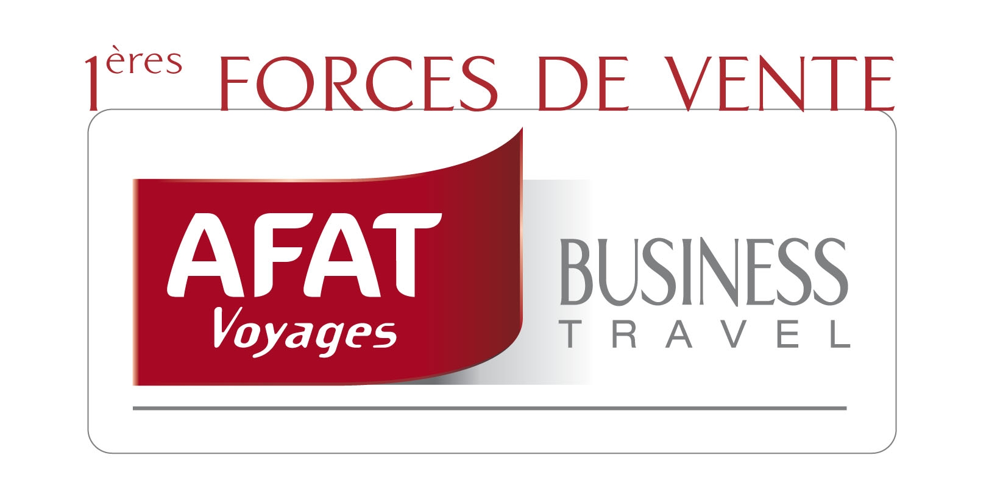 1ères FORCES DE VENTE
AFAT
Voyages
BUSINESS
TRAVEL